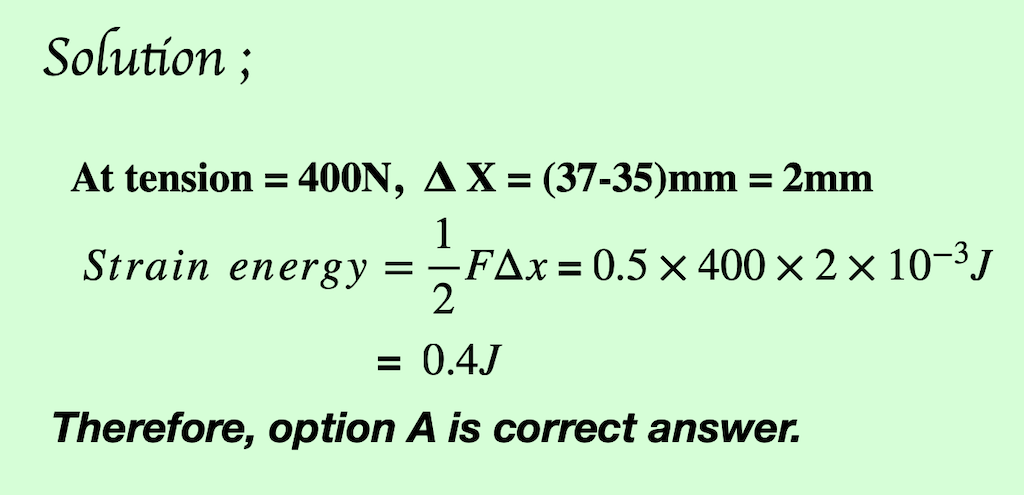 Solution ;
At tension = 400N, Δ X = (37-35)mm = 2mm
Strain energy = 1/2 FΔx = 0.5 × 400 × 2 × 10⁻³J
= 0.4J
Therefore, option A is correct answer.